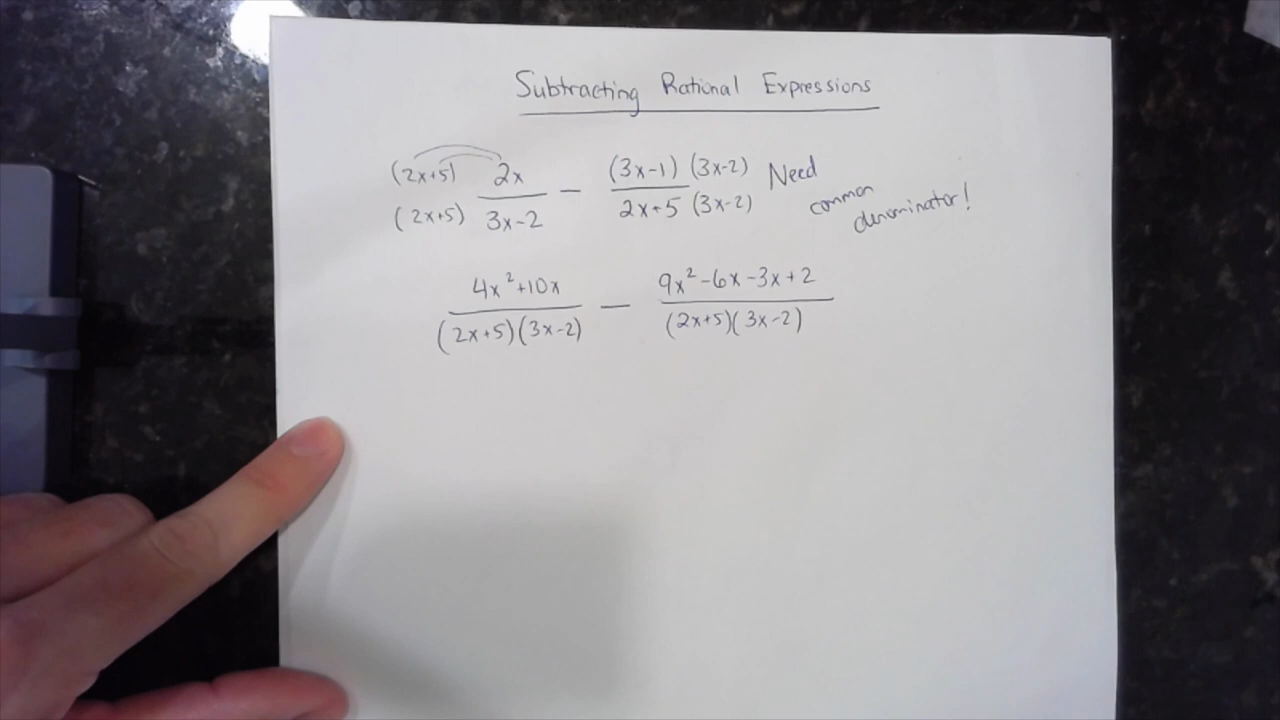 Subtracting Rational Expressions
(2x+5) 2x — (3x-1) (3x-2) Need
(2x+5) 3x-2 2x+5 (3x-2) common
denominator!
4x²+10x — 9x²-6x-3x+2
(2x+5)(3x-2) (2x+5)(3x-2)